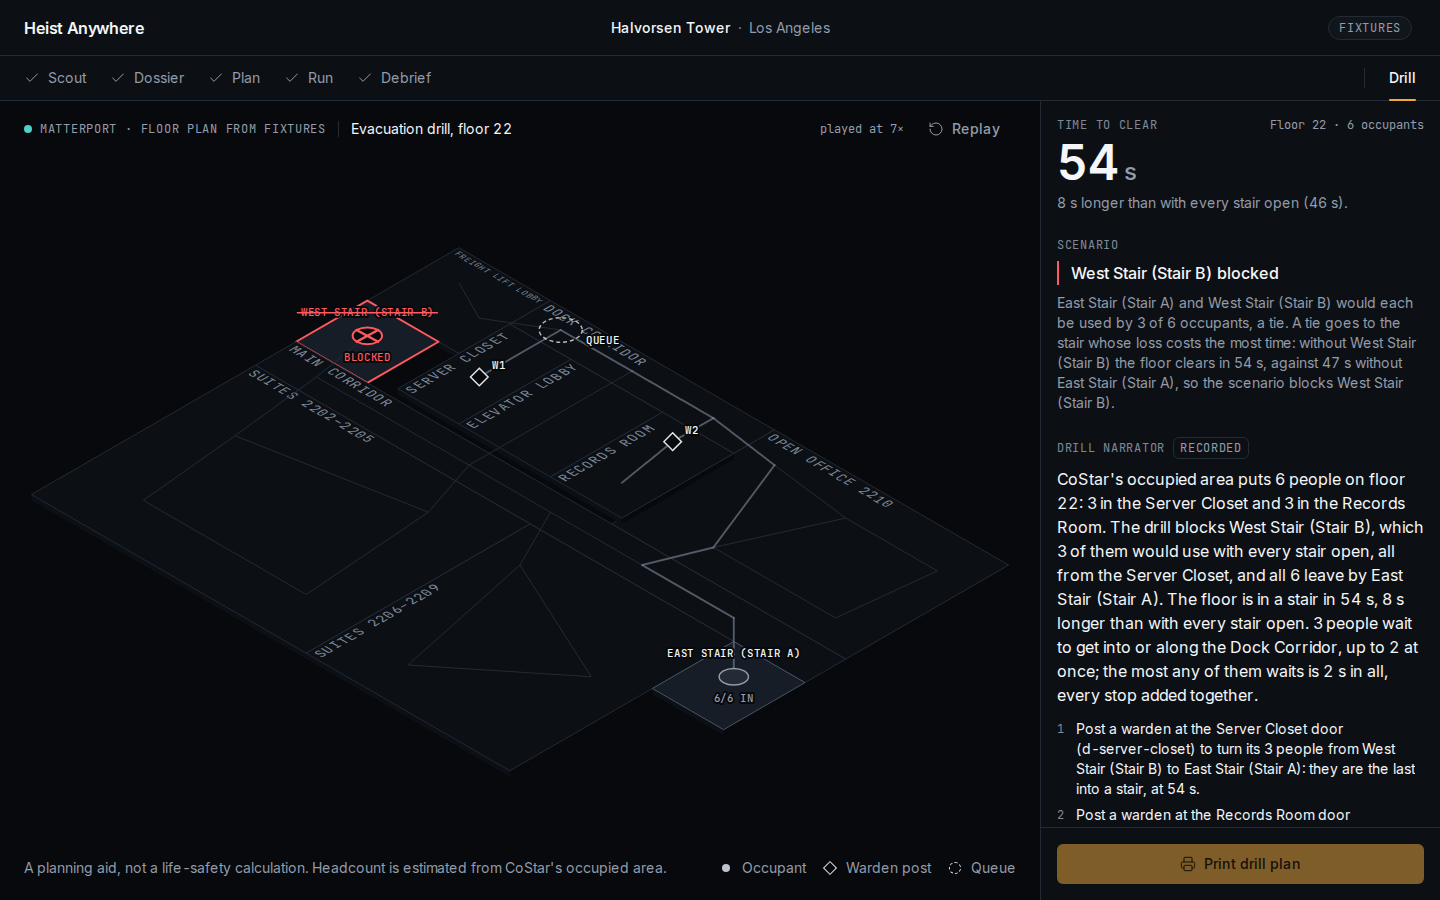 Heist Anywhere
Halvorsen Tower · Los Angeles
FIXTURES
Scout
Dossier
Plan
Run
Debrief
Drill
MATTERPORT · FLOOR PLAN FROM FIXTURES
Evacuation drill, floor 22
played at 7×
Replay
FREIGHT LIFT LOBBY
DOCK CORRIDOR
WEST STAIR (STAIR B)
BLOCKED
QUEUE
MAIN CORRIDOR
SERVER CLOSET
W1
SUITES 2202-2205
ELEVATOR LOBBY
W2
RECORDS ROOM
OPEN OFFICE 2210
SUITES 2206-2209
EAST STAIR (STAIR A)
6/6 IN
A planning aid, not a life-safety calculation. Headcount is estimated from CoStar's occupied area.
Occupant
Warden post
Queue
TIME TO CLEAR
Floor 22 · 6 occupants
54 s
8 s longer than with every stair open (46 s).
SCENARIO
West Stair (Stair B) blocked
East Stair (Stair A) and West Stair (Stair B) would each
be used by 3 of 6 occupants, a tie. A tie goes to the
stair whose loss costs the most time: without West Stair
(Stair B) the floor clears in 54 s, against 47 s without
East Stair (Stair A), so the scenario blocks West Stair
(Stair B).
DRILL NARRATOR
RECORDED
CoStar's occupied area puts 6 people on floor
22: 3 in the Server Closet and 3 in the Records
Room. The drill blocks West Stair (Stair B), which
3 of them would use with every stair open, all
from the Server Closet, and all 6 leave by East
Stair (Stair A). The floor is in a stair in 54 s, 8 s
longer than with every stair open. 3 people wait
to get into or along the Dock Corridor, up to 2 at
once; the most any of them waits is 2 s in all,
every stop added together.
1 Post a warden at the Server Closet door
(d-server-closet) to turn its 3 people from West
Stair (Stair B) to East Stair (Stair A): they are the last
into a stair, at 54 s.
2 Post a warden at the Records Room door
Print drill plan